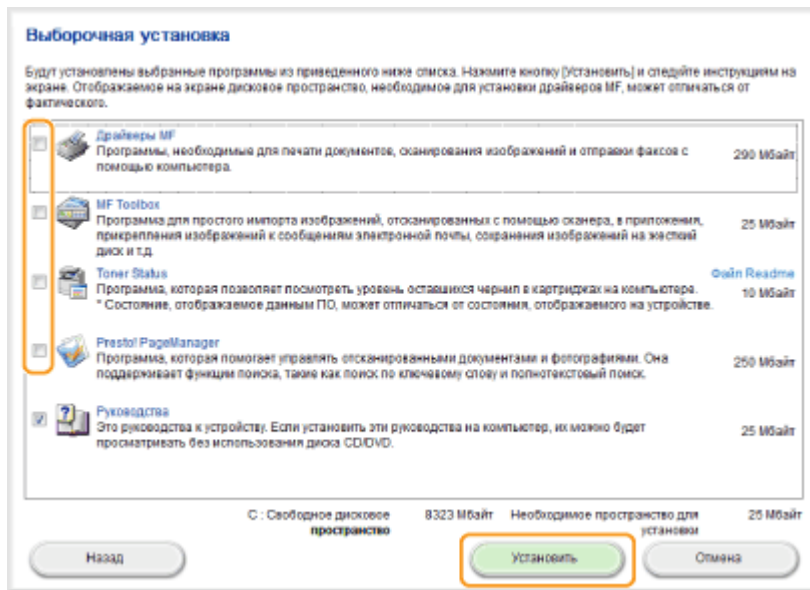 Выборочная установка
Будут установлены выбранные программы из приведенного ниже списка. Нажмите кнопку [Установить] и следуйте инструкциям на
экране. Отображаемое на экране дисковое пространство, необходимое для установки драйверов MF, может отличаться от
фактического.
Драйверы MF
Программы, необходимые для печати документов, сканирования изображений и отправки факсов с
помощью компьютера.
290 Мбайт
MF Toolbox
Программа для простого импорта изображений, отсканированных с помощью сканера, в приложения,
прикрепления изображений к сообщениям электронной почты, сохранения изображений на жесткий
диск и т.д.
25 Мбайт
Toner Status
Файл Readme
Программа, которая позволяет посмотреть уровень оставшихся чернил в картриджах на компьютере.
* Состояние, отображаемое данным ПО, может отличаться от состояния, отображаемого на устройстве.
10 Мбайт
Presto! PageManager
Программа, которая помогает управлять отсканированными документами и фотографиями. Она
поддерживает функции поиска, такие как поиск по ключевому слову и полнотекстовый поиск.
250 Мбайт
Руководства
Это руководства к устройству. Если установить эти руководства на компьютер, их можно будет
просматривать без использования диска CD/DVD.
25 Мбайт
C : Свободное дисковое пространство 8323 Мбайт Необходимое пространство для установки 25 Мбайт
Назад Установить Отмена